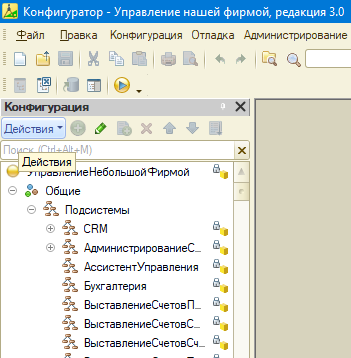 Конфигуратор - Управление нашей фирмой, редакция 3.0
Файл Правка Конфигурация Отладка Администрирование
Конфигурация
Действия
Поиск (Ctrl+Alt+M)
Действия
УправлениеНебольшойФирмой
Общие
Подсистемы
CRM
АдминистрированиеС...
АссистентУправления
Бухгалтерия
ВыставлениеСчетовП...
ВыставлениеСчетовС...
ВыставлениеСчетовСч...